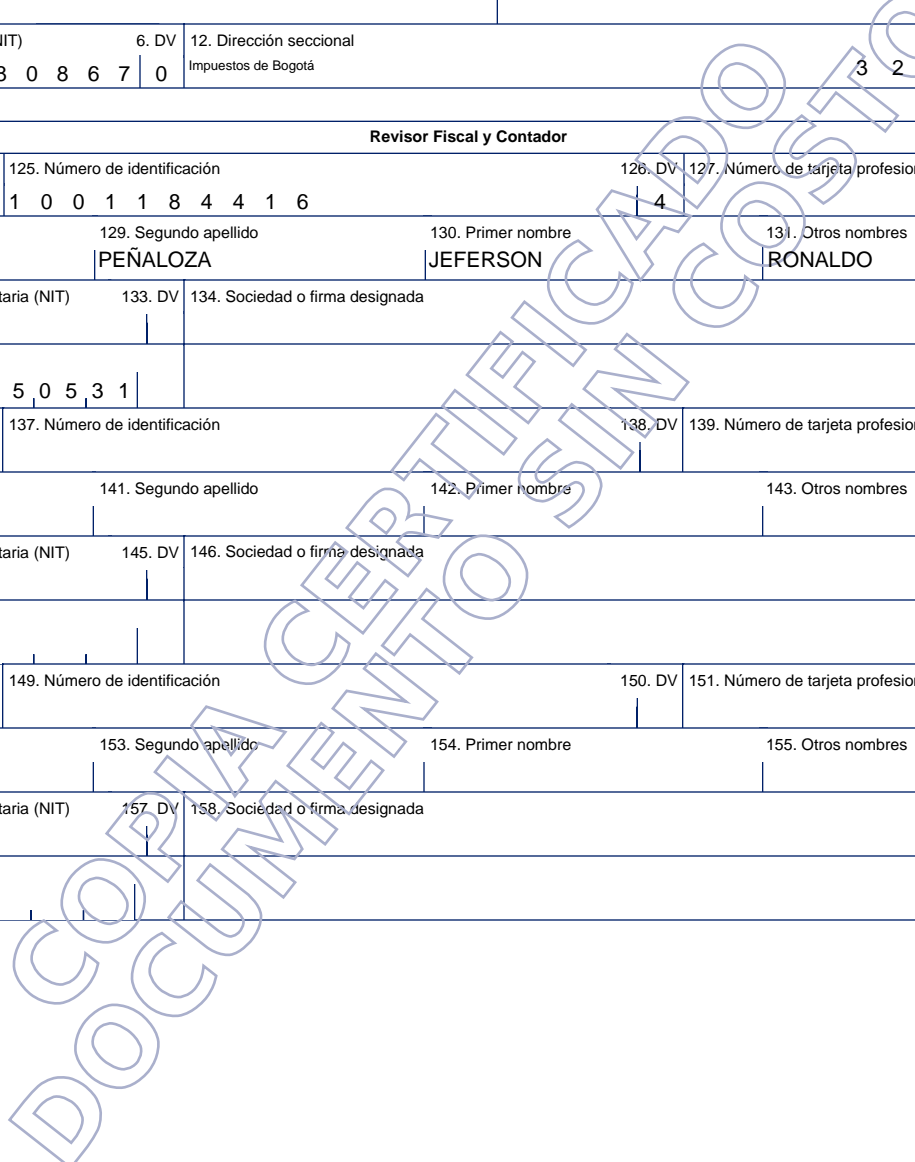 IIT) 6. DV 12. Dirección seccional
3 0 8 6 7 0 Impuestos de Bogotá 3 2
Revisor Fiscal y Contador
125. Número de identificación 126. DV 127. Número de tarjeta profesion
1 0 0 1 1 8 4 4 1 6 4
129. Segundo apellido 130. Primer nombre 131. Otros nombres
PEÑALOZA JEFERSON RONALDO
taria (NIT) 133. DV 134. Sociedad o firma designada
5 0 5 3 1
137. Número de identificación 138. DV 139. Número de tarjeta profesion
141. Segundo apellido 142. Primer nombre 143. Otros nombres
taria (NIT) 145. DV 146. Sociedad o firma designada
149. Número de identificación 150. DV 151. Número de tarjeta profesion
153. Segundo apellido 154. Primer nombre 155. Otros nombres
taria (NIT) 157. DV 158. Sociedad o firma designada
COPIA CERTIFICADO
DOCUMENTO SIN COSTO